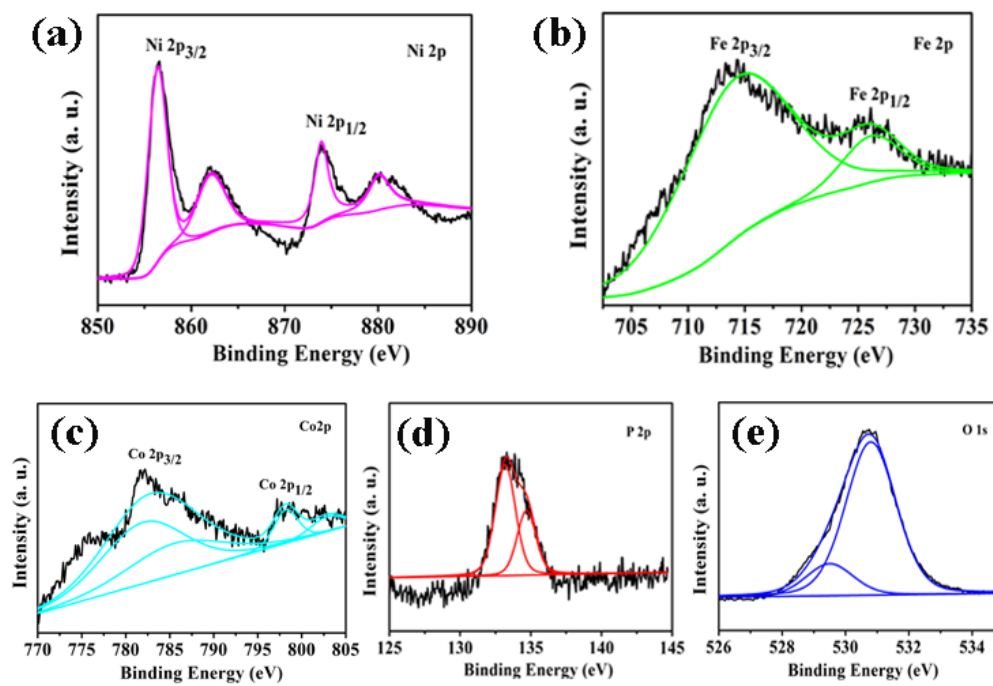 (a)
Ni 2p3/2
Ni 2p
Ni 2p1/2
Intensity (a. u.)
850 860 870 880 890
Binding Energy (eV)
(b)
Fe 2p3/2
Fe 2p
Fe 2p1/2
Intensity (a. u.)
705 710 715 720 725 730 735
Binding Energy (eV)
(c)
Co2p
Co 2p3/2
Co 2p1/2
Intensity (a. u.)
770 775 780 785 790 795 800 805
Binding Energy (eV)
(d)
P 2p
Intensity (a. u.)
125 130 135 140 145
Binding Energy (eV)
(e)
O 1s
Intensity (a. u.)
526 528 530 532 534
Binding Energy (eV)